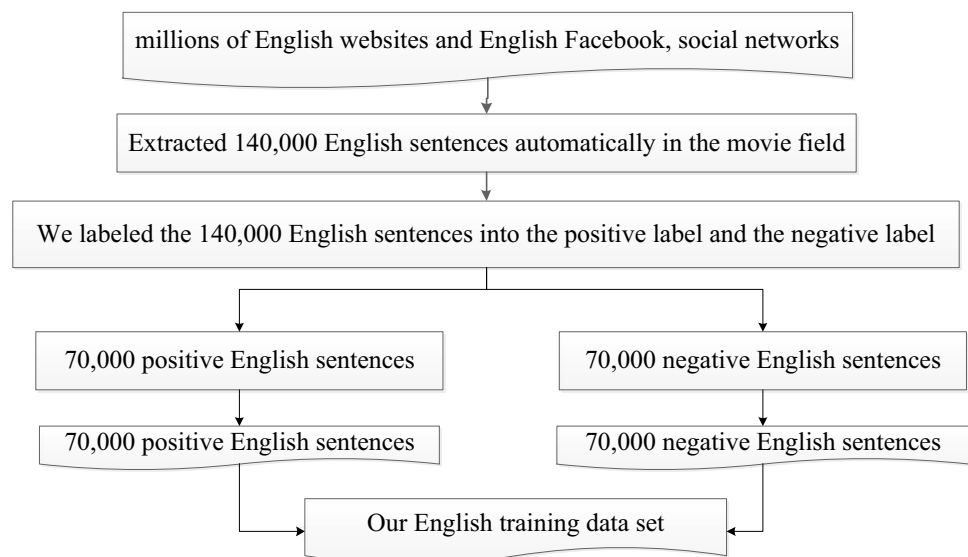 millions of English websites and English Facebook, social networks
Extracted 140,000 English sentences automatically in the movie field
We labeled the 140,000 English sentences into the positive label and the negative label
70,000 positive English sentences
70,000 negative English sentences
70,000 positive English sentences
70,000 negative English sentences
Our English training data set